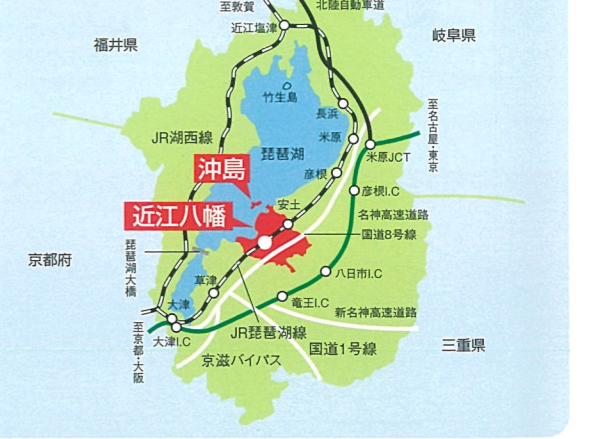 至敦賀
北陸自動車道
近江塩津
福井県
岐阜県
竹生島
長浜
至名古屋・東京
JR湖西線
米原
琵琶湖
米原JCT
沖島
彦根
彦根I.C
安土
近江八幡
名神高速道路
国道8号線
琵琶湖大橋
京都府
八日市I.C
草津
大津
竜王I.C
新名神高速道路
至京都・大阪
大津I.C
JR琵琶湖線
国道1号線
三重県
京滋バイパス